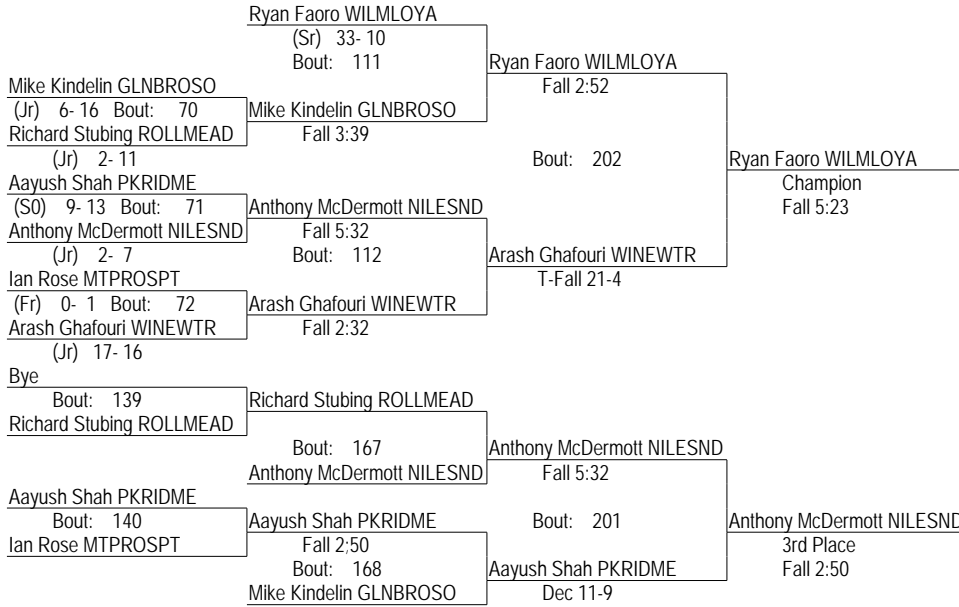 Ryan Faoro WILMLOYA
(Sr) 33- 10
Bout: 111
Ryan Faoro WILMLOYA
Mike Kindelin GLNBROSO
Fall 2:52
(Jr) 6- 16 Bout: 70
Mike Kindelin GLNBROSO
Richard Stubing ROLLMEAD
Fall 3:39
(Jr) 2- 11
Bout: 202
Ryan Faoro WILMLOYA
Aayush Shah PKRIDME
Champion
(S0) 9- 13 Bout: 71
Anthony McDermott NILESND
Fall 5:23
Anthony McDermott NILESND
Fall 5:32
(Jr) 2- 7
Bout: 112
Arash Ghafouri WINEWTR
Ian Rose MTPROSPT
T-Fall 21-4
(Fr) 0- 1 Bout: 72
Arash Ghafouri WINEWTR
Arash Ghafouri WINEWTR
Fall 2:32
(Jr) 17- 16
Bye
Bout: 139
Richard Stubing ROLLMEAD
Richard Stubing ROLLMEAD
Bout: 167
Anthony McDermott NILESND
Anthony McDermott NILESND
Fall 5:32
Aayush Shah PKRIDME
Bout: 140
Aayush Shah PKRIDME
Bout: 201
Anthony McDermott NILESND
Ian Rose MTPROSPT
Fall 2;50
3rd Place
Bout: 168
Aayush Shah PKRIDME
Fall 2:50
Mike Kindelin GLNBROSO
Dec 11-9